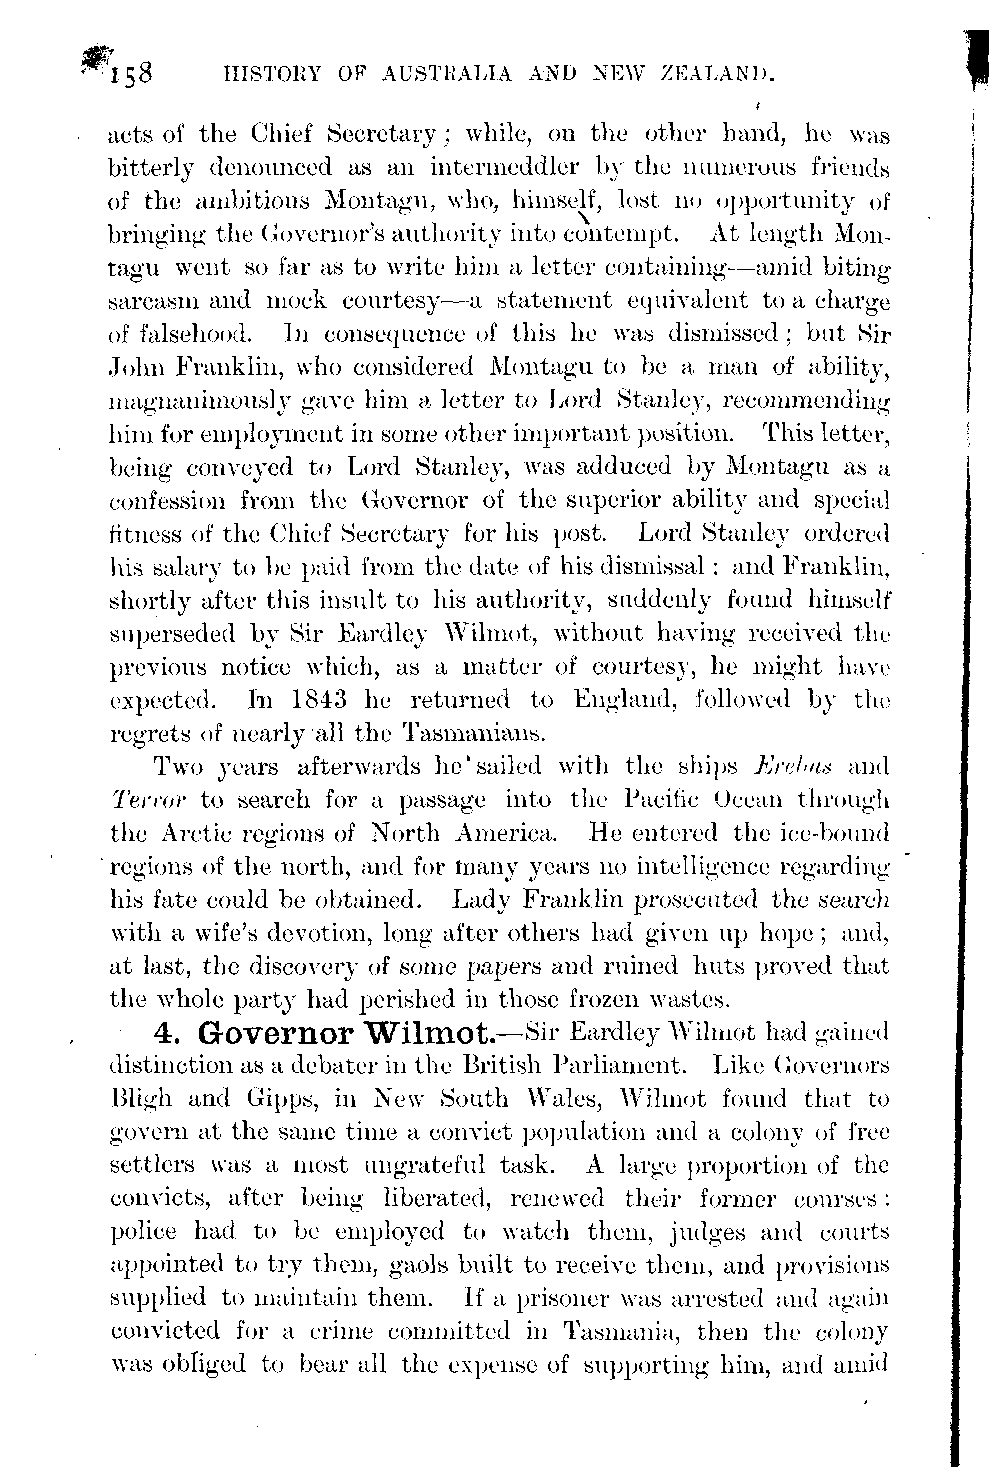 158 HISTORY OF AUSTRALIA AND NEW ZEALAND.
acts of the Chief Secretary; while, on the other hand, he was
bitterly denounced as an intermeddler by the numerous friends
of the ambitious Montagu, who, himself, lost no opportunity of
bringing the Governor's authority into contempt. At length Mon-
tagu went so far as to write him a letter containing—amid biting
sarcasm and mock courtesy—a statement equivalent to a charge
of falsehood. In consequence of this he was dismissed; but Sir
John Franklin, who considered Montagu to be a man of ability,
magnanimously gave him a letter to Lord Stanley, recommending
him for employment in some other important position. This letter,
being conveyed to Lord Stanley, was adduced by Montagu as a
confession from the Governor of the superior ability and special
fitness of the Chief Secretary for his post. Lord Stanley ordered
his salary to be paid from the date of his dismissal; and Franklin,
shortly after this insult to his authority, suddenly found himself
superseded by Sir Eardley Wilmot, without having received the
previous notice which, as a matter of courtesy, he might have
expected. In 1843 he returned to England, followed by the
regrets of nearly all the Tasmanians.
Two years afterwards he sailed with the ships Erebus and
Terror to search for a passage into the Pacific Ocean through
the Arctic regions of North America. He entered the ice-bound
regions of the north, and for many years no intelligence regarding
his fate could be obtained. Lady Franklin prosecuted the search
with a wife's devotion, long after others had given up hope; and,
at last, the discovery of some papers and ruined huts proved that
the whole party had perished in those frozen wastes.
4. Governor Wilmot.—Sir Eardley Wilmot had gained
distinction as a debater in the British Parliament. Like Governors
Bligh and Gipps, in New South Wales, Wilmot found that to
govern at the same time a convict population and a colony of free
settlers was a most ungrateful task. A large proportion of the
convicts, after being liberated, renewed their former courses:
police had to be employed to watch them, judges and courts
appointed to try them, gaols built to receive them, and provisions
supplied to maintain them. If a prisoner was arrested and again
convicted for a crime committed in Tasmania, then the colony
was obliged to bear all the expense of supporting him, and amid